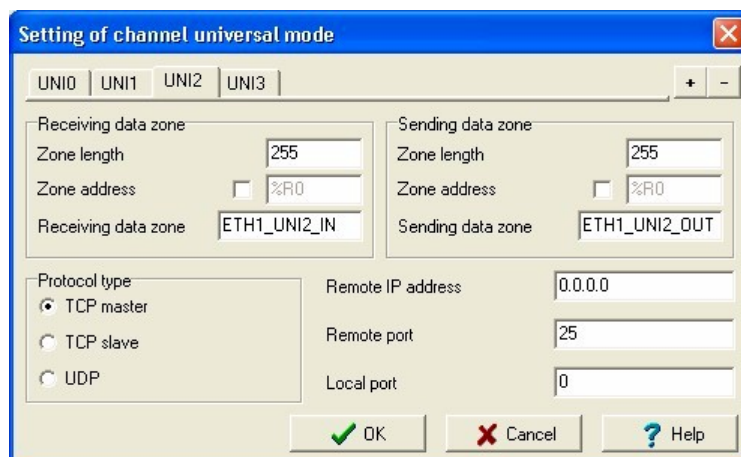 Setting of channel universal mode
UNI0 UNI1 UNI2 UNI3 + -
Receiving data zone
Zone length 255
Zone address %R0
Receiving data zone ETH1_UNI2_IN
Sending data zone
Zone length 255
Zone address %R0
Sending data zone ETH1_UNI2_OUT
Protocol type
TCP master
TCP slave
UDP
Remote IP address 0.0.0.0
Remote port 25
Local port 0
OK Cancel ? Help